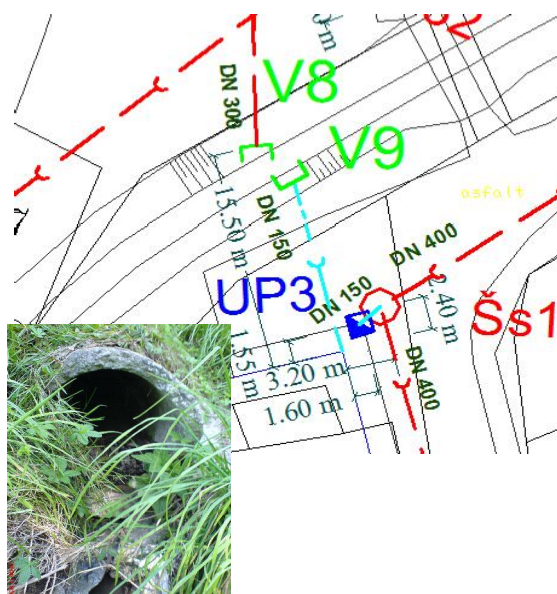 DN 300
V8
V9
15.50 m
DN 150
asfalt
DN 400
UP3
DN 150
2.40 m
Šs1
1.55 m
3.20 m
1.60 m
DN 400